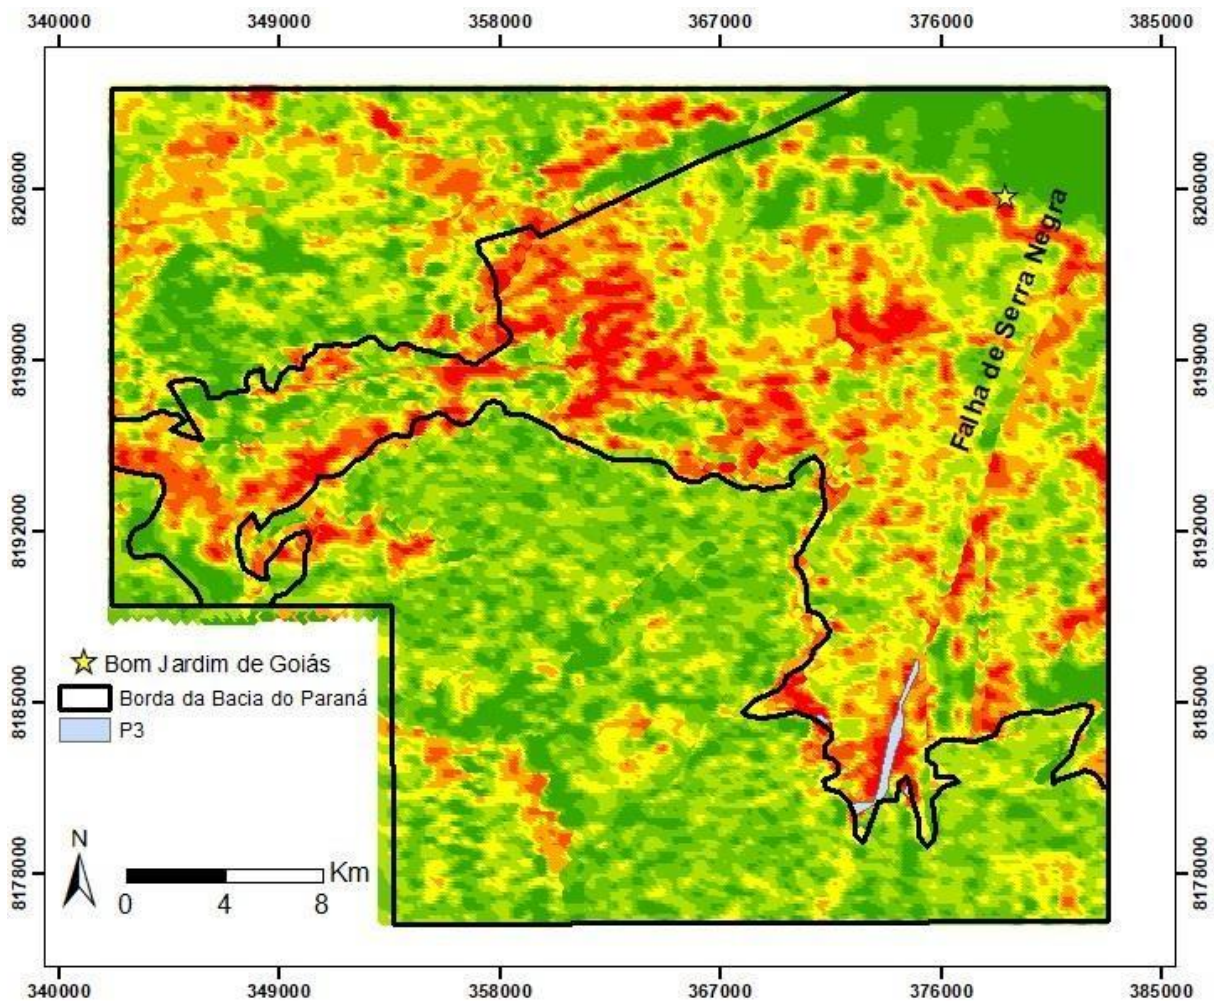 340000 349000 358000 367000 376000 385000
8206000
8206000
8199000
8199000
8192000
8192000
8185000
8185000
8178000
8178000
Falha de Serra Negra
Bom Jardim de Goiás
Borda da Bacia do Paraná
P3
N
Km
0 4 8
340000 349000 358000 367000 376000 385000